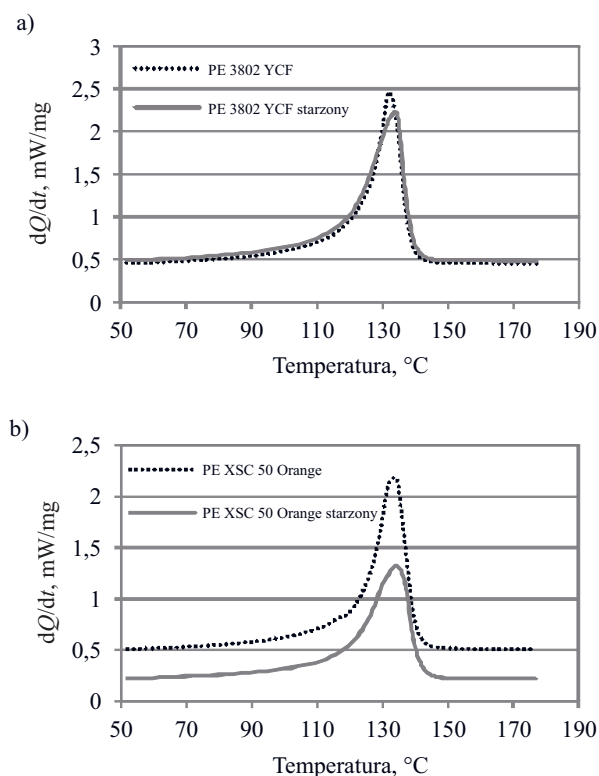 a)
3
2,5
2
1,5
1
0,5
0
dQ/dt, mW/mg
PE 3802 YCF
PE 3802 YCF starzony
50 70 90 110 130 150 170 190
Temperatura, °C
b)
2,5
2
1,5
1
0,5
0
dQ/dt, mW/mg
PE XSC 50 Orange
PE XSC 50 Orange starzony
50 70 90 110 130 150 170 190
Temperatura, °C